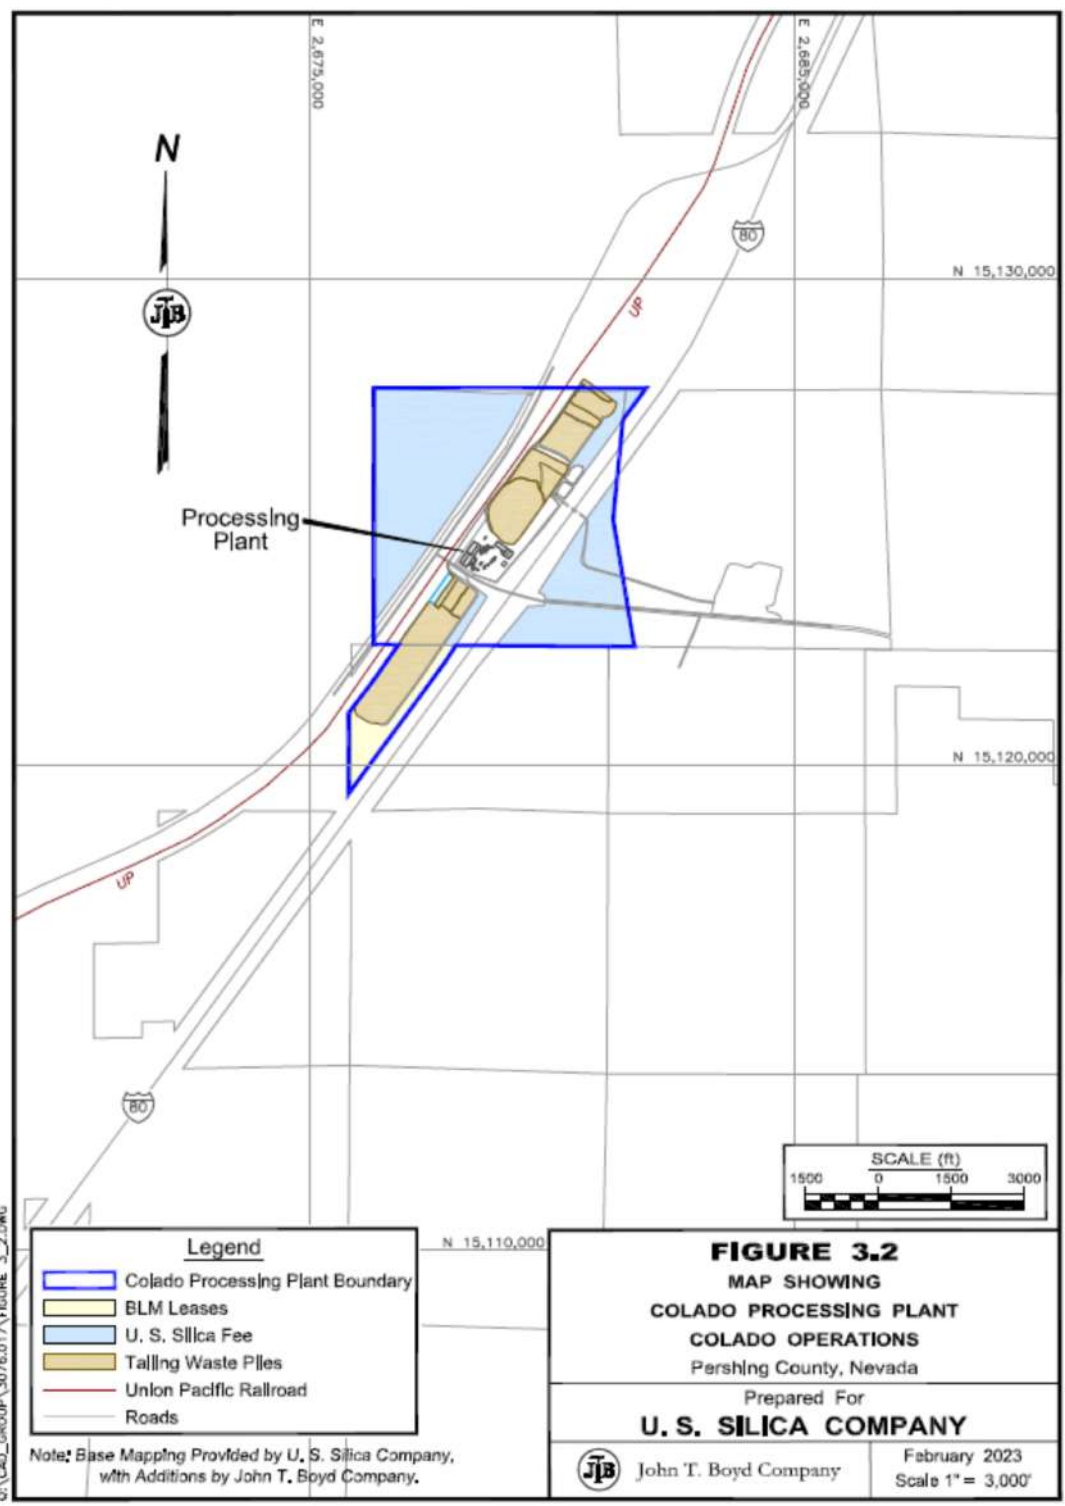 E 2,675,000
E 2,685,000
N
JTB
80
N 15,130,000
UP
Processing
Plant
N 15,120,000
UP
80
SCALE (ft)
1500 0 1500 3000
N 15,110,000
Legend
Colado Processing Plant Boundary
BLM Leases
U. S. Silica Fee
Tailing Waste Piles
Union Pacific Railroad
Roads
Note: Base Mapping Provided by U. S. Silica Company,
with Additions by John T. Boyd Company.
FIGURE 3.2
MAP SHOWING
COLADO PROCESSING PLANT
COLADO OPERATIONS
Pershing County, Nevada
Prepared For
U. S. SILICA COMPANY
JTB John T. Boyd Company
February 2023
Scale 1" = 3,000'